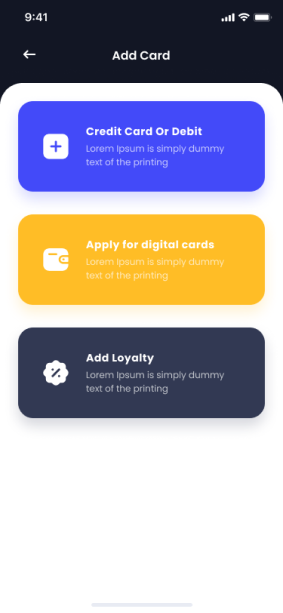 9:41
Add Card
Credit Card Or Debit
Lorem Ipsum is simply dummy
text of the printing
Apply for digital cards
Lorem Ipsum is simply dummy
text of the printing
Add Loyalty
Lorem Ipsum is simply dummy
text of the printing